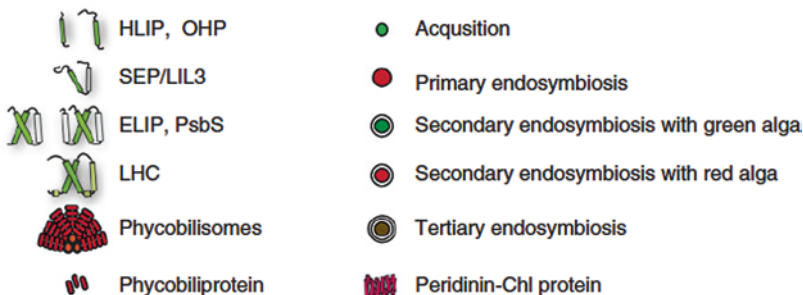 HLIP, OHP
Acqusition
SEP/LIL3
Primary endosymbiosis
ELIP, PsbS
Secondary endosymbiosis with green alga
LHC
Secondary endosymbiosis with red alga
Phycobilisomes
Tertiary endosymbiosis
Phycobiliprotein
Peridinin-Chl protein